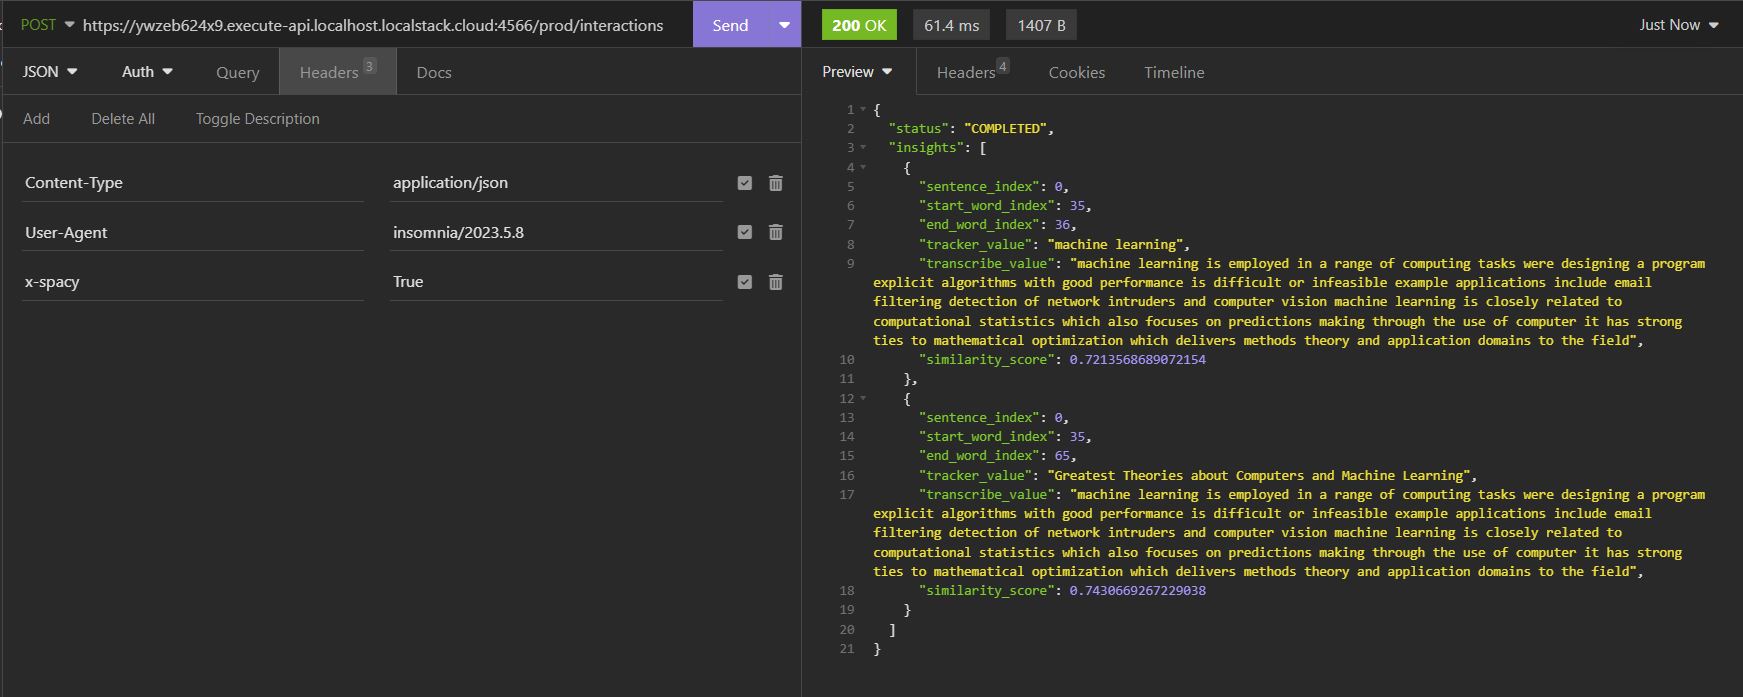 POST https://ywzeb624x9.execute-api.localhost.localstack.cloud:4566/prod/interactions Send 200 OK 61.4 ms 1407 B Just Now
JSON Auth Query Headers 3 Docs
Add Delete All Toggle Description
Content-Type application/json
User-Agent insomnia/2023.5.8
x-spacy True
Preview Headers 4 Cookies Timeline
1 {
2 "status": "COMPLETED",
3 "insights": [
4 {
5 "sentence_index": 0,
6 "start_word_index": 35,
7 "end_word_index": 36,
8 "tracker_value": "machine learning",
9 "transcribe_value": "machine learning is employed in a range of computing tasks were designing a program
explicit algorithms with good performance is difficult or infeasible example applications include email
filtering detection of network intruders and computer vision machine learning is closely related to
computational statistics which also focuses on predictions making through the use of computer it has strong
ties to mathematical optimization which delivers methods theory and application domains to the field",
10 "similarity_score": 0.7213568689072154
11 },
12 {
13 "sentence_index": 0,
14 "start_word_index": 35,
15 "end_word_index": 65,
16 "tracker_value": "Greatest Theories about Computers and Machine Learning",
17 "transcribe_value": "machine learning is employed in a range of computing tasks were designing a program
explicit algorithms with good performance is difficult or infeasible example applications include email
filtering detection of network intruders and computer vision machine learning is closely related to
computational statistics which also focuses on predictions making through the use of computer it has strong
ties to mathematical optimization which delivers methods theory and application domains to the field",
18 "similarity_score": 0.7430669267229038
19 }
20 ]
21 }